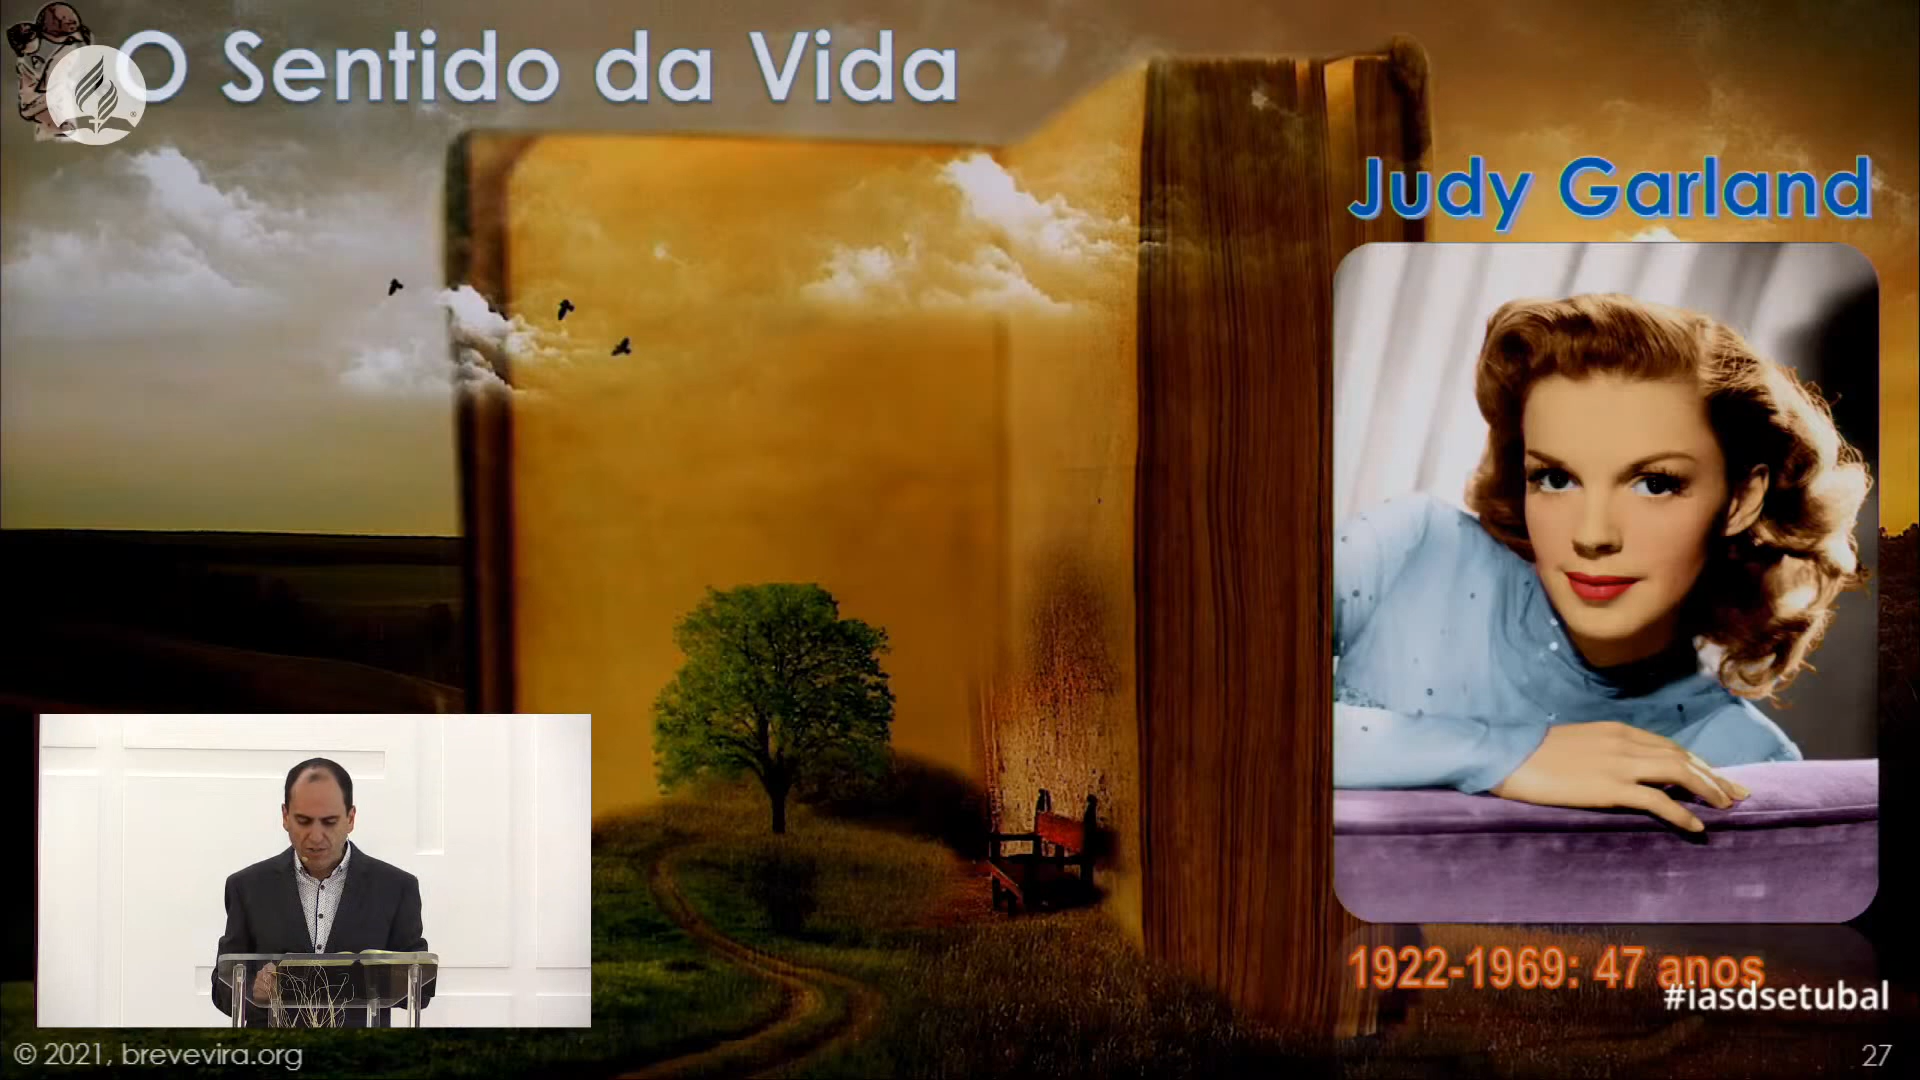 O Sentido da Vida
Judy Garland
1922-1969: 47 anos
#iasdsetubal
© 2021, brevevira.org
27